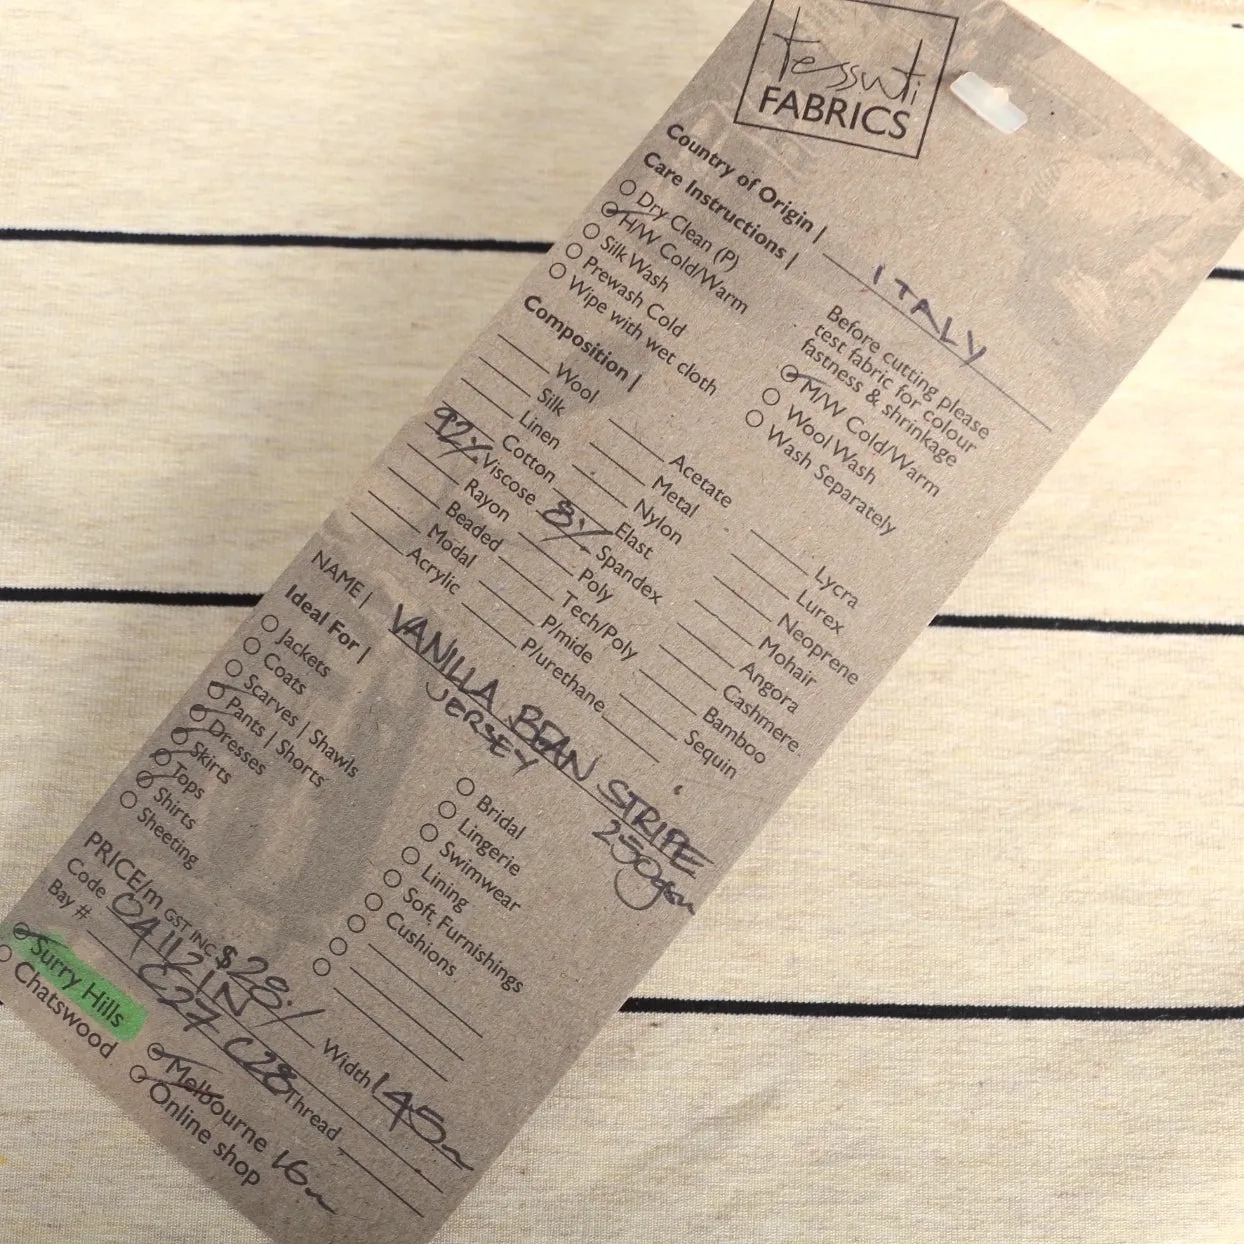 tessuti
FABRICS
Country of Origin | ITALY
Care Instructions |
Dry Clean (P)
H/W Cold/Warm
Silk Wash
Prewash Cold
Wipe with wet cloth
Before cutting please
test fabric for colour
fastness & shrinkage
M/W Cold/Warm
Wool Wash
Wash Separately
Composition |
Wool
Silk
Linen
Cotton
92% Viscose
Rayon
Beaded
Modal
Acrylic
Acetate
Metal
Nylon
Elast
8% Spandex
Poly
Tech/Poly
P/mide
P/urethane
Lycra
Lurex
Neoprene
Mohair
Angora
Cashmere
Bamboo
Sequin
NAME | VANILLA BEAN STRIPE
JERSEY
250gsm
Ideal For |
Jackets
Coats
Scarves | Shawls
Pants | Shorts
Dresses
Skirts
Tops
Shirts
Sheeting
Bridal
Lingerie
Swimwear
Lining
Soft Furnishings
Cushions
PRICE/m GST INC $28./
Code OA112IN Width 145
Bay # C27 C28 Thread
Surry Hills
Chatswood
Melbourne 16m
Online shop